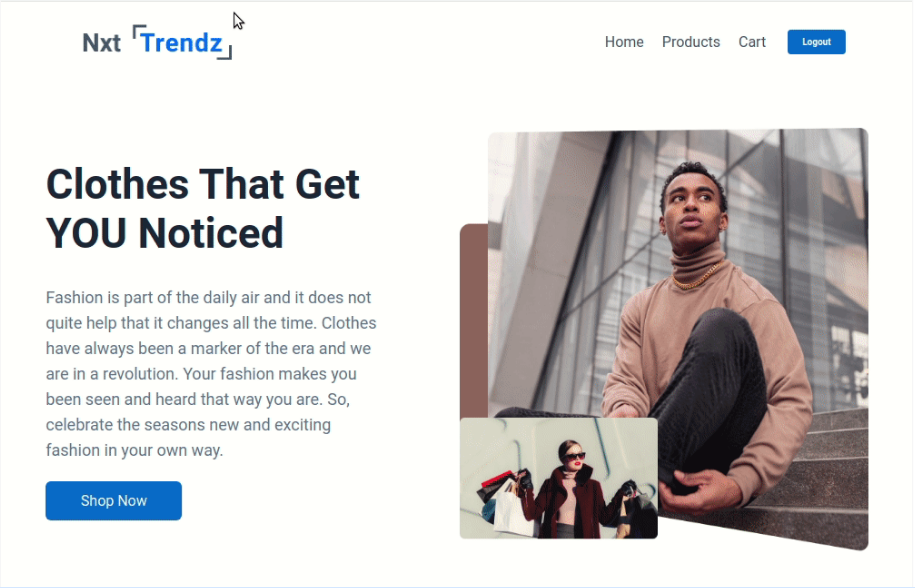 Nxt Trendz
Home Products Cart Logout
Clothes That Get
YOU Noticed
Fashion is part of the daily air and it does not
quite help that it changes all the time. Clothes
have always been a marker of the era and we
are in a revolution. Your fashion makes you
been seen and heard that way you are. So,
celebrate the seasons new and exciting
fashion in your own way.
Shop Now